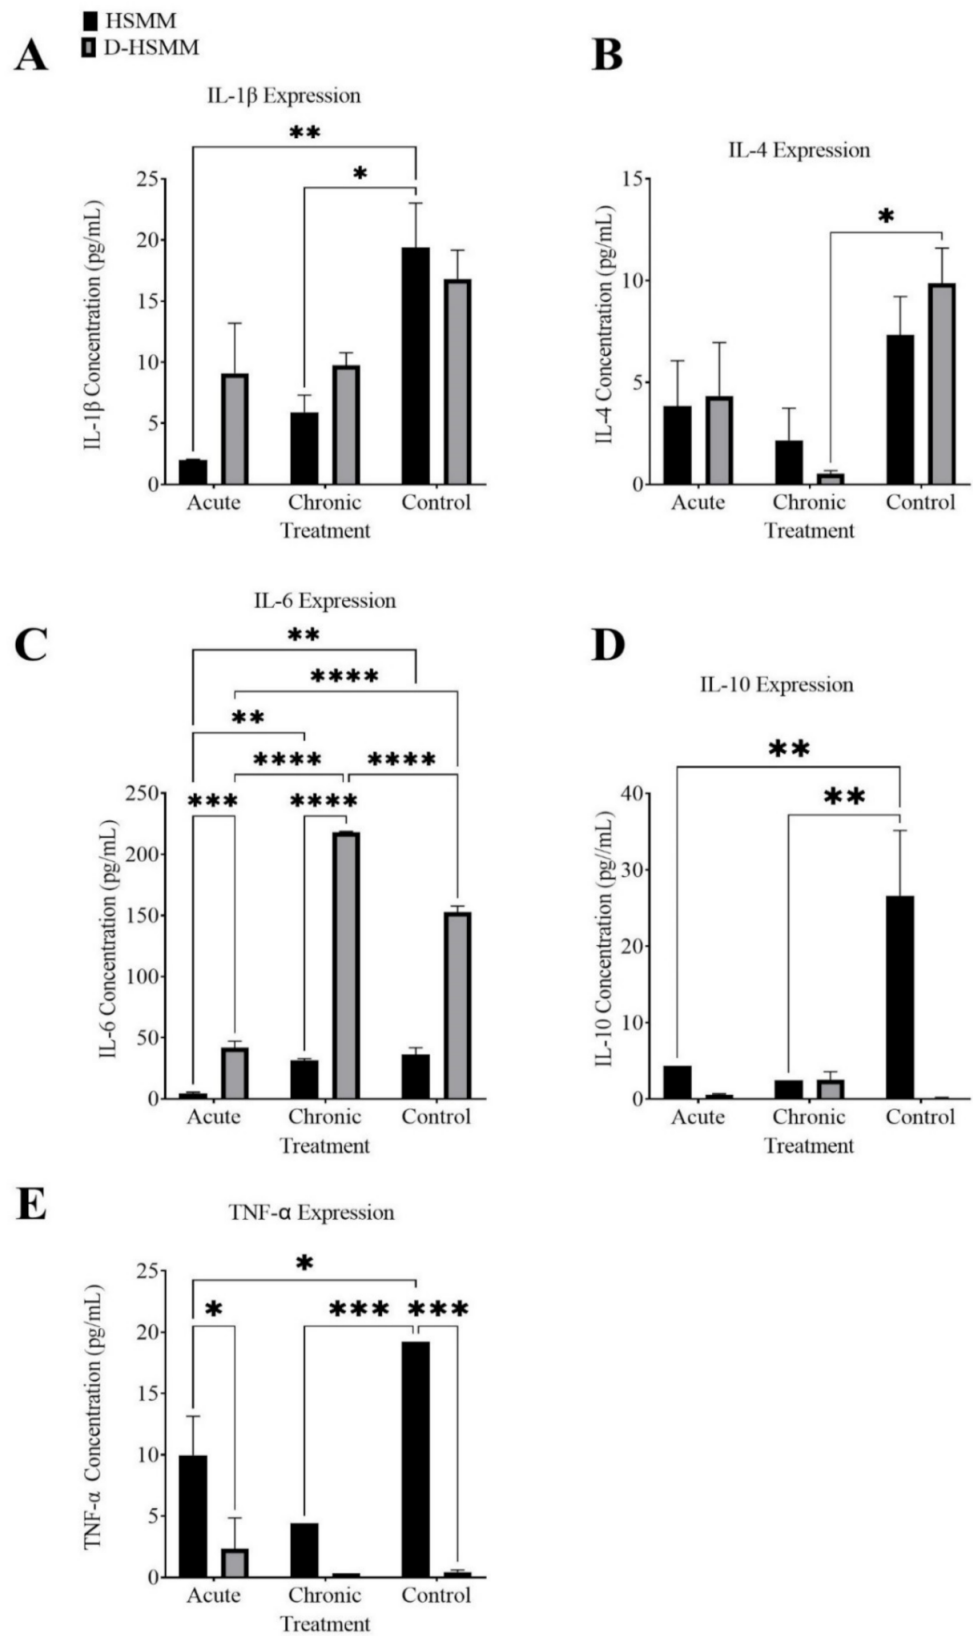 HSMM
D-HSMM
A
IL-1β Expression
**
*
25
20
15
10
5
0
IL-1β Concentration (pg/mL)
Acute Chronic Control
Treatment
B
IL-4 Expression
*
15
10
5
0
IL-4 Concentration (pg/mL)
Acute Chronic Control
Treatment
C
IL-6 Expression
**
****
**
**** ****
*** ****
250
200
150
100
50
0
IL-6 Concentration (pg/mL)
Acute Chronic Control
Treatment
D
IL-10 Expression
**
**
40
30
20
10
0
IL-10 Concentration (pg//mL)
Acute Chronic Control
Treatment
E
TNF-α Expression
*
* *** ***
25
20
15
10
5
0
TNF-α Concentration (pg/mL)
Acute Chronic Control
Treatment